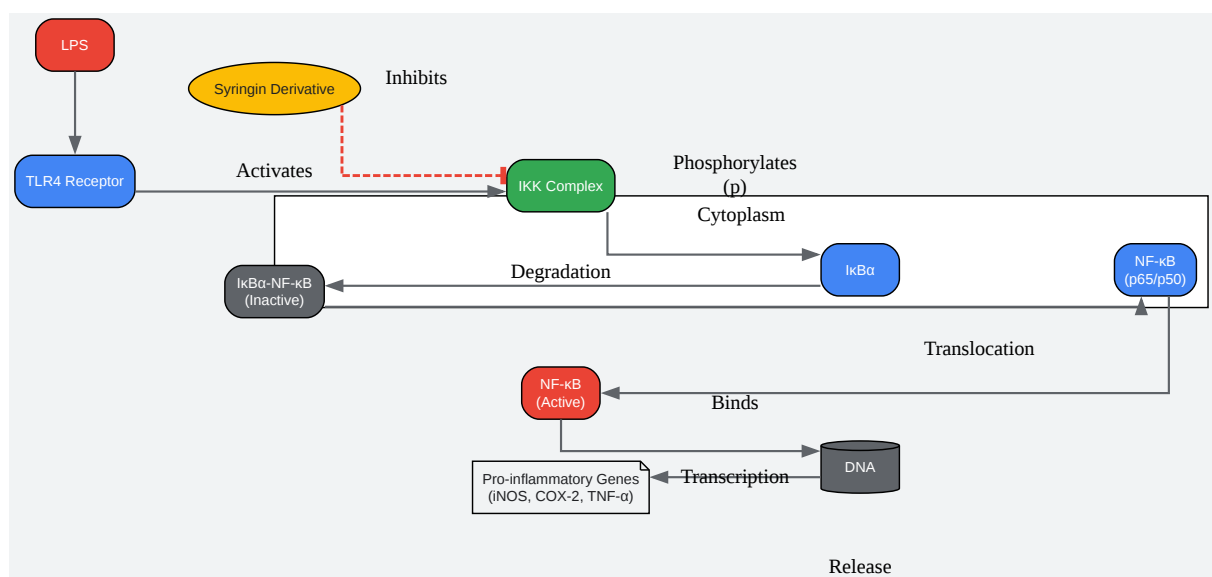 LPS
Syringin Derivative
Inhibits
TLR4 Receptor
Activates
IKK Complex
Phosphorylates
(p)
Cytoplasm
IκBα-NF-κB
(Inactive)
Degradation
IκBα
NF-κB
(p65/p50)
Translocation
NF-κB
(Active)
Binds
Pro-inflammatory Genes
(iNOS, COX-2, TNF-α)
Transcription
DNA
Release